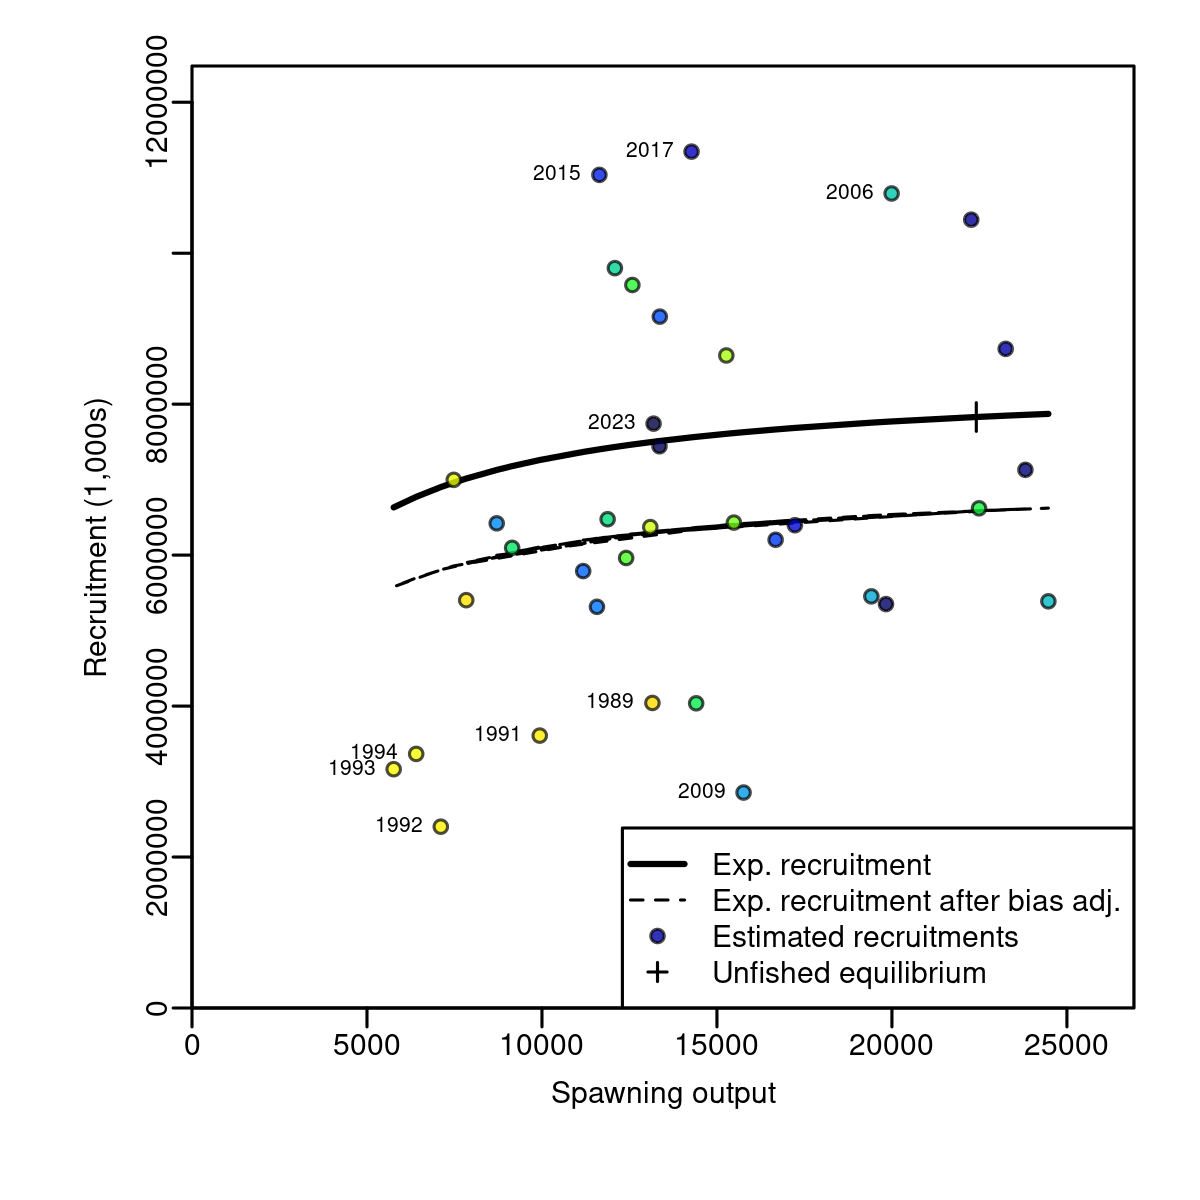 12000000
8000000
6000000
4000000
2000000
0
Recruitment (1,000s)
2017
2015
2006
2023
1989
1991
1994
1993
2009
1992
Exp. recruitment
Exp. recruitment after bias adj.
Estimated recruitments
Unfished equilibrium
0 5000 10000 15000 20000 25000
Spawning output